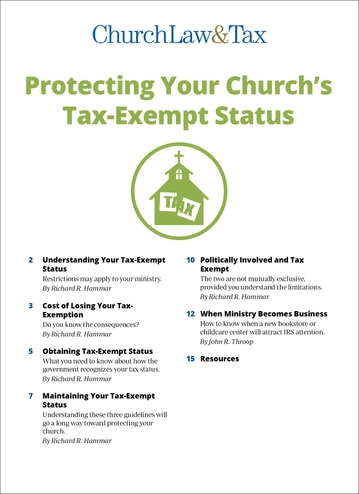 ChurchLaw&Tax
Protecting Your Church’s
Tax-Exempt Status
TAX
2 Understanding Your Tax-Exempt
Status
Restrictions may apply to your ministry.
By Richard R. Hammar
3 Cost of Losing Your Tax-
Exemption
Do you know the consequences?
By Richard R. Hammar
5 Obtaining Tax-Exempt Status
What you need to know about how the
government recognizes your tax status.
By Richard R. Hammar
7 Maintaining Your Tax-Exempt
Status
Understanding these three guidelines will
go a long way toward protecting your
church.
By Richard R. Hammar
10 Politically Involved and Tax
Exempt
The two are not mutually exclusive,
provided you understand the limitations.
By Richard R. Hammar
12 When Ministry Becomes Business
How to know when a new bookstore or
childcare center will attract IRS attention.
By John R. Throop
15 Resources